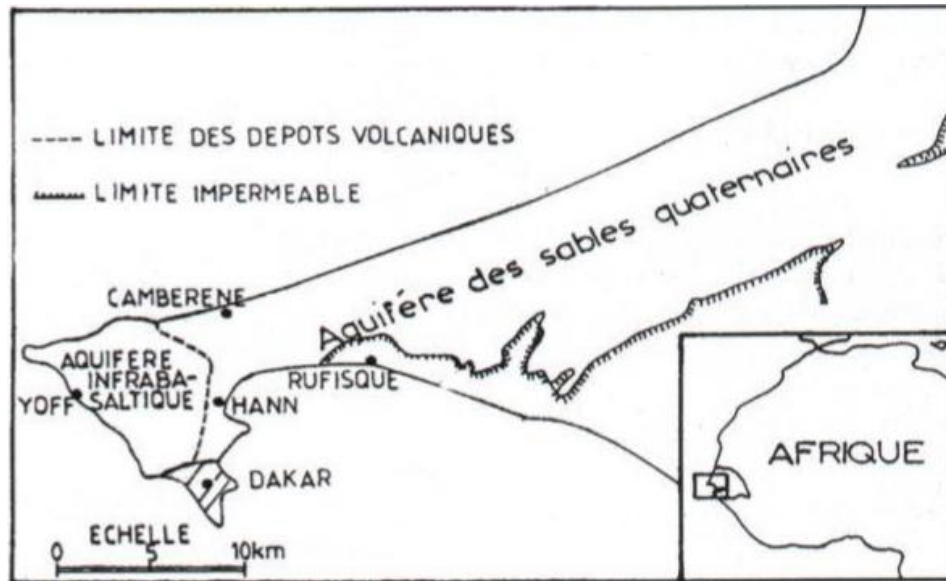 LIMITE DES DEPOTS VOLCANIQUES
LIMITE IMPERMEABLE
Aquifére des sables quaternaires
CAMBERENE
AQUIFERE
INFRABA-
SALTIQUE
YOFF
HANN
RUFISQUE
DAKAR
AFRIQUE
ECHELLE
0 5 10km